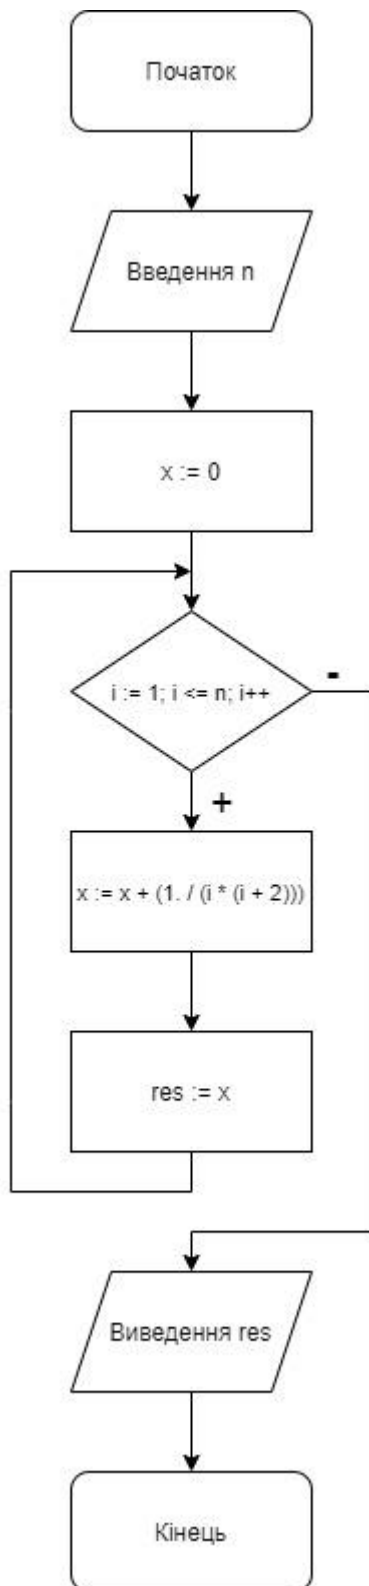 Початок
Введення n
x := 0
i := 1; i <= n; i++
-
+
x := x + (1. / (i * (i + 2)))
res := x
Виведення res
Кінець